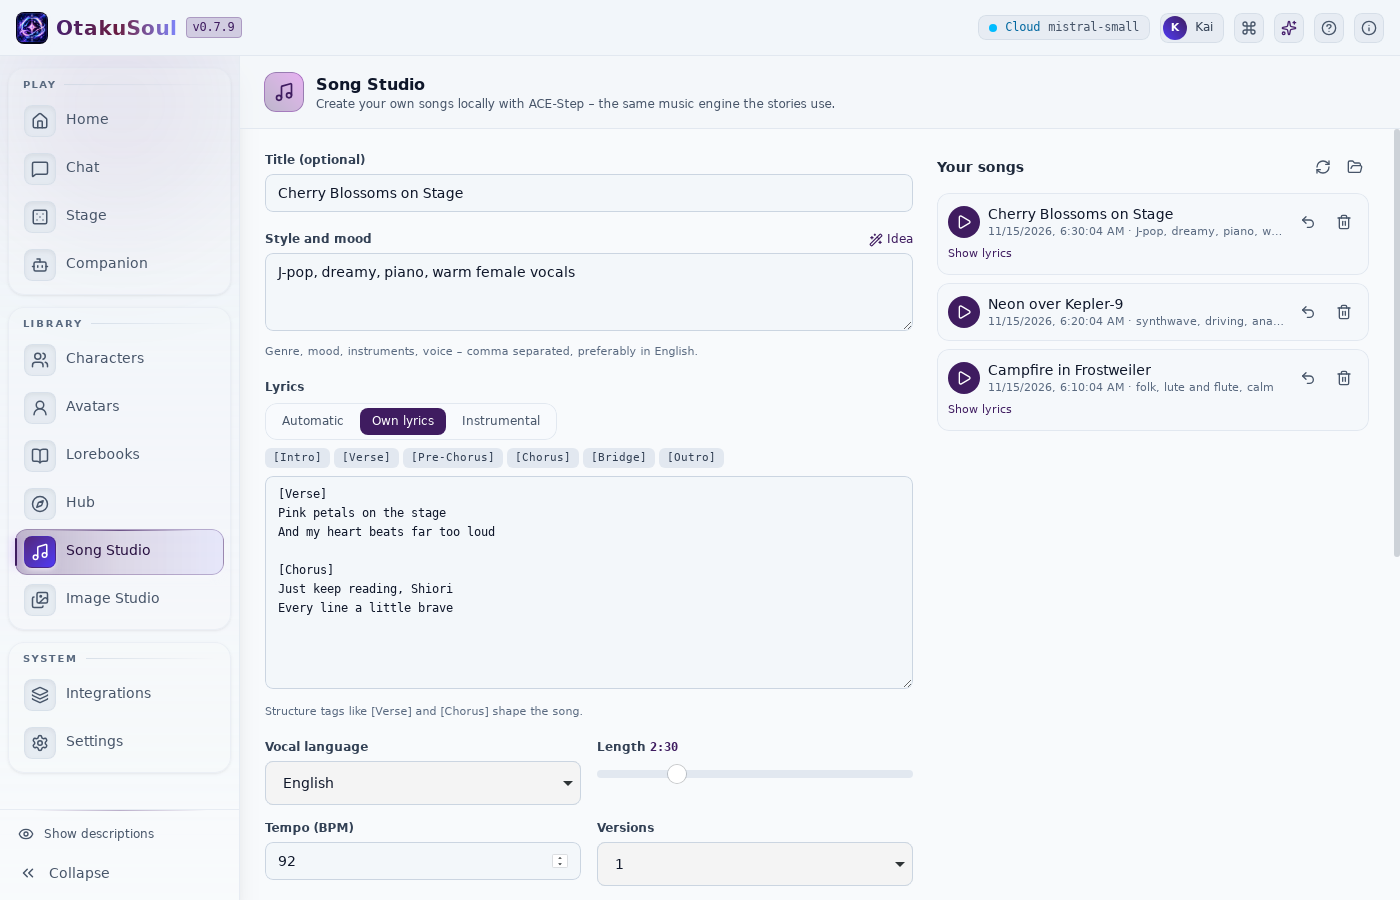 OtakuSoul v0.7.9
Cloud mistral-small
K Kai
PLAY
Home
Chat
Stage
Companion
LIBRARY
Characters
Avatars
Lorebooks
Hub
Song Studio
Image Studio
SYSTEM
Integrations
Settings
Show descriptions
Collapse
Song Studio
Create your own songs locally with ACE-Step – the same music engine the stories use.
Title (optional)
Cherry Blossoms on Stage
Style and mood
Idea
J-pop, dreamy, piano, warm female vocals
Genre, mood, instruments, voice – comma separated, preferably in English.
Lyrics
Automatic Own lyrics Instrumental
[Intro] [Verse] [Pre-Chorus] [Chorus] [Bridge] [Outro]
[Verse]
Pink petals on the stage
And my heart beats far too loud
[Chorus]
Just keep reading, Shiori
Every line a little brave
Structure tags like [Verse] and [Chorus] shape the song.
Vocal language
English
Length 2:30
Tempo (BPM)
92
Versions
1
Your songs
Cherry Blossoms on Stage
11/15/2026, 6:30:04 AM · J-pop, dreamy, piano, w...
Show lyrics
Neon over Kepler-9
11/15/2026, 6:20:04 AM · synthwave, driving, ana...
Campfire in Frostweiler
11/15/2026, 6:10:04 AM · folk, lute and flute, calm
Show lyrics